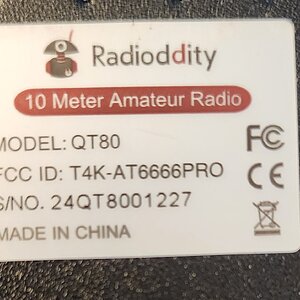 Radioddity
10 Meter Amateur Radio
MODEL: QT80
FCC ID: T4K-AT6666PRO
S/NO. 24QT8001227
MADE IN CHINA
FC
CE